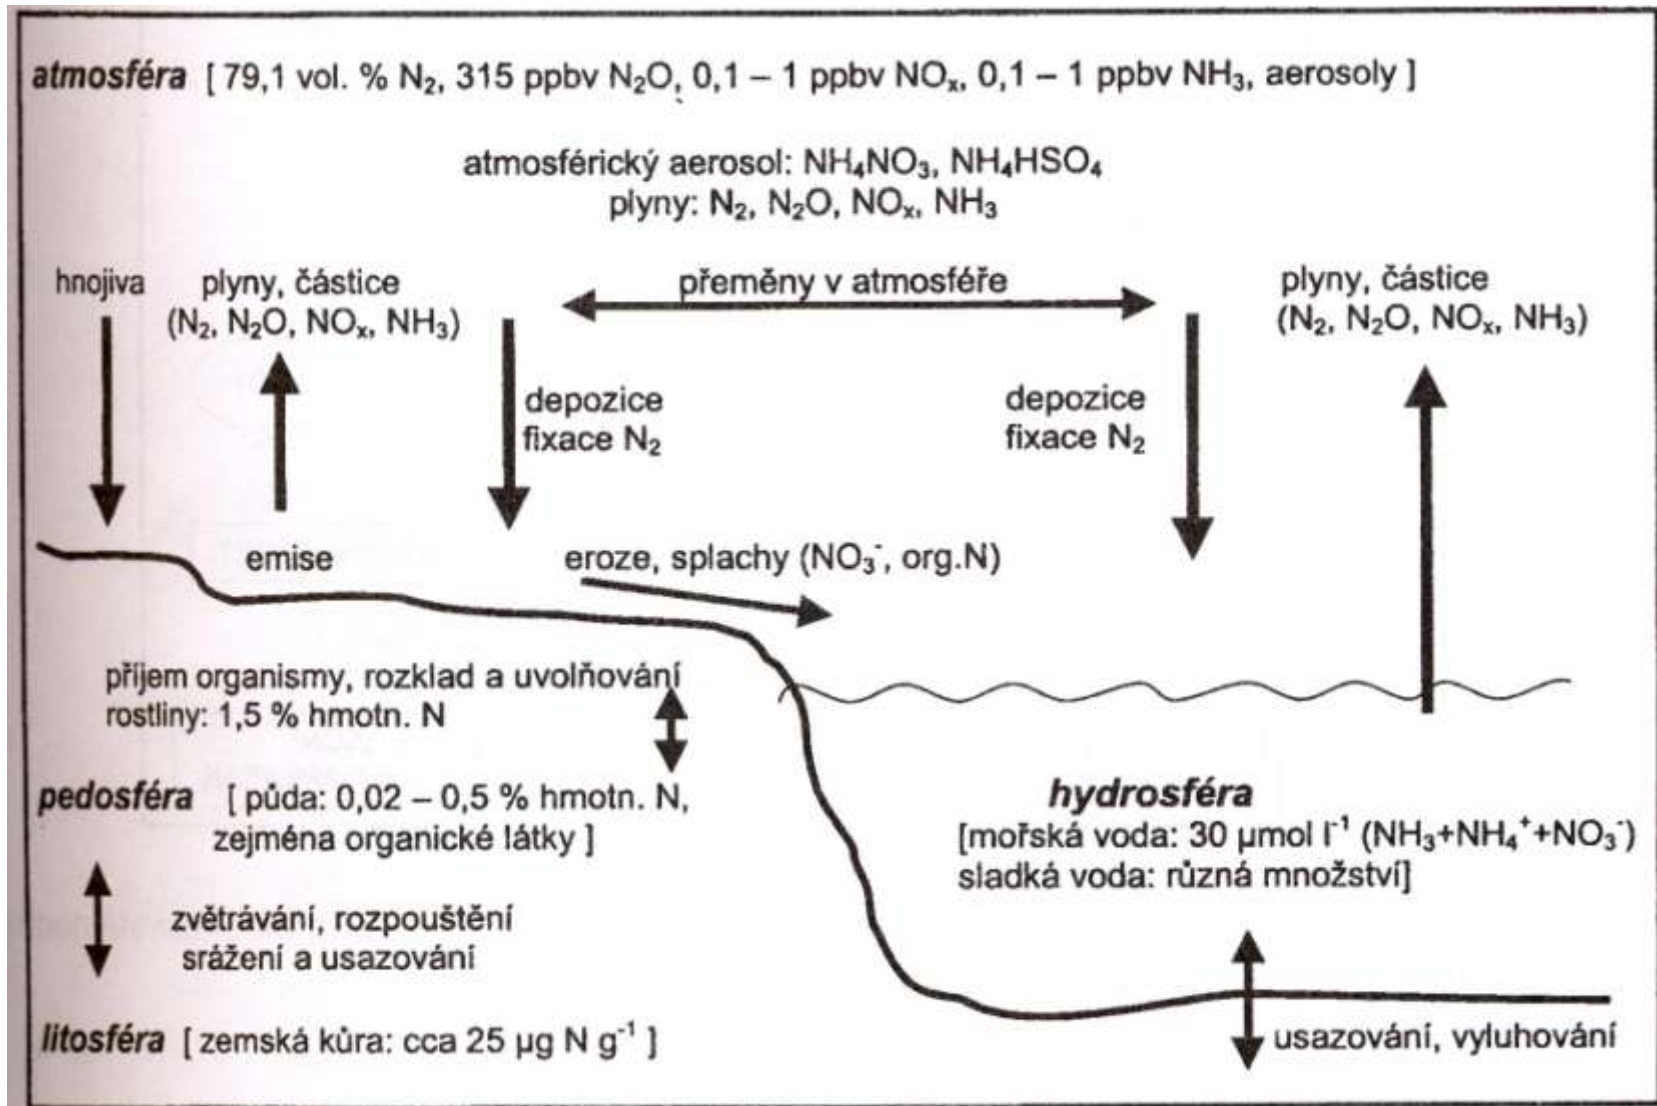 atmosféra [ 79,1 vol. % N₂, 315 ppbv N₂O, 0,1 – 1 ppbv NOₓ, 0,1 – 1 ppbv NH₃, aerosoly ]
atmosférický aerosol: NH₄NO₃, NH₄HSO₄
plyny: N₂, N₂O, NOₓ, NH₃
hnojiva
plyny, částice
(N₂, N₂O, NOₓ, NH₃)
přeměny v atmosféře
plyny, částice
(N₂, N₂O, NOₓ, NH₃)
depozice
fixace N₂
depozice
fixace N₂
emise
eroze, splachy (NO₃⁻, org.N)
příjem organismy, rozklad a uvolňování
rostliny: 1,5 % hmotn. N
pedosféra [ půda: 0,02 – 0,5 % hmotn. N,
zejména organické látky ]
hydrosféra
[mořská voda: 30 µmol l⁻¹ (NH₃+NH₄⁺+NO₃⁻)
sladká voda: různá množství]
zvětrávání, rozpouštění
srážení a usazování
litosféra [ zemská kůra: cca 25 µg N g⁻¹ ]
usazování, vyluhování